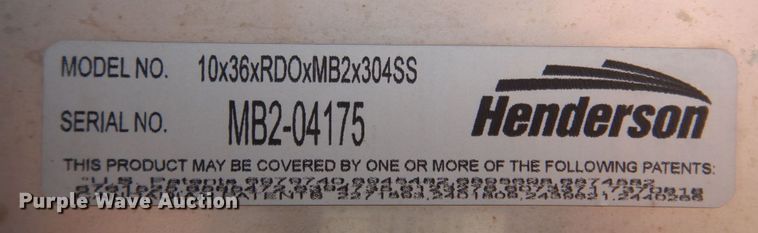 MODEL NO. 10x36xRDOxMB2x304SS
SERIAL NO. MB2-04175
Henderson
THIS PRODUCT MAY BE COVERED BY ONE OR MORE OF THE FOLLOWING PATENTS:
U.S. Patents
Purple Wave Auction